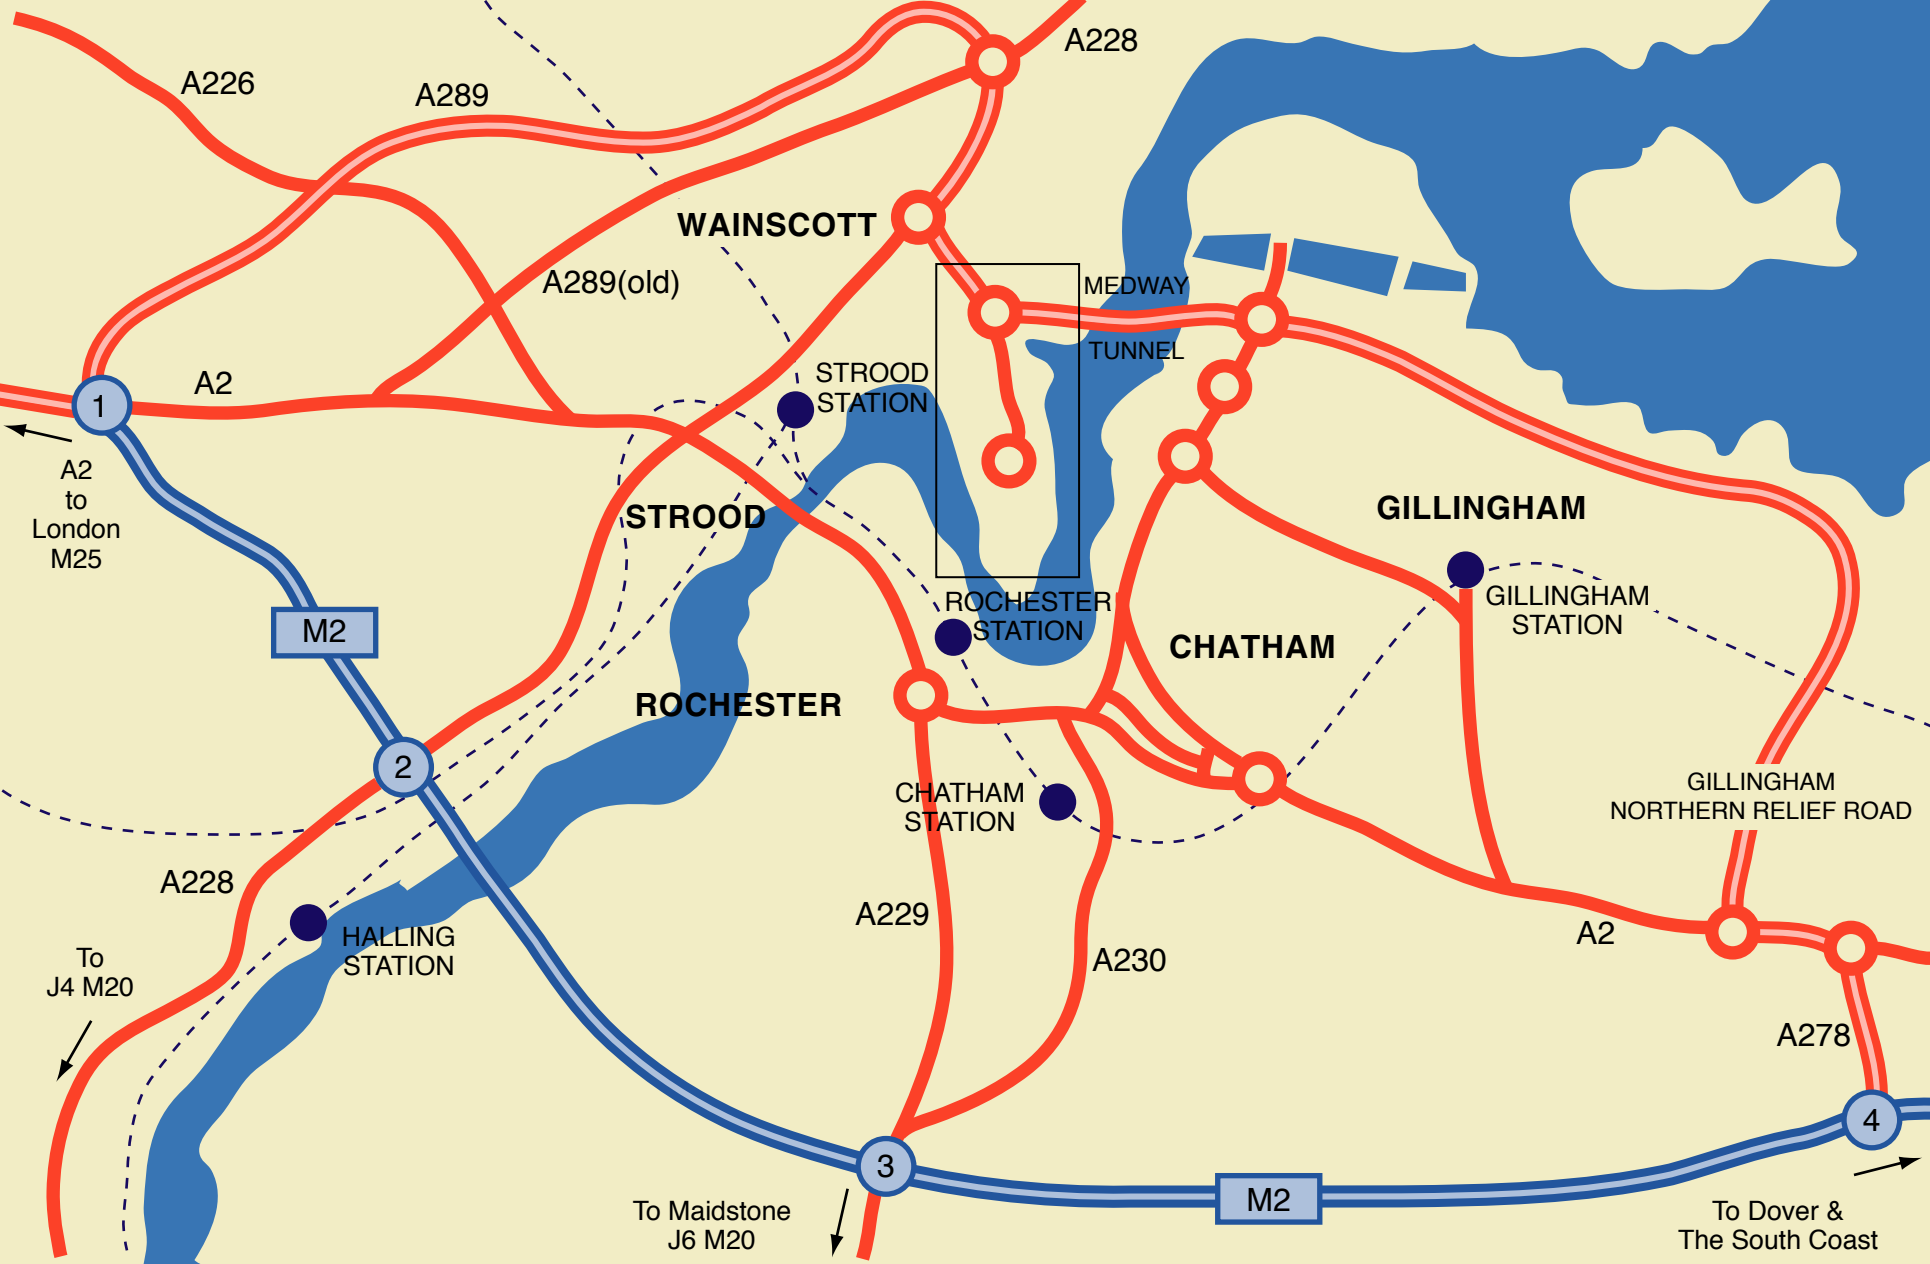 A228
A226
A289
WAINSCOTT
A289(old)
MEDWAY
TUNNEL
STROOD
STATION
A2
1
A2
to
London
M25
STROOD
GILLINGHAM
GILLINGHAM
STATION
ROCHESTER
STATION
M2
CHATHAM
ROCHESTER
2
CHATHAM
STATION
GILLINGHAM
NORTHERN RELIEF ROAD
A228
A229
A2
HALLING
STATION
A230
To
J4 M20
A278
4
3
M2
To Maidstone
J6 M20
To Dover &
The South Coast